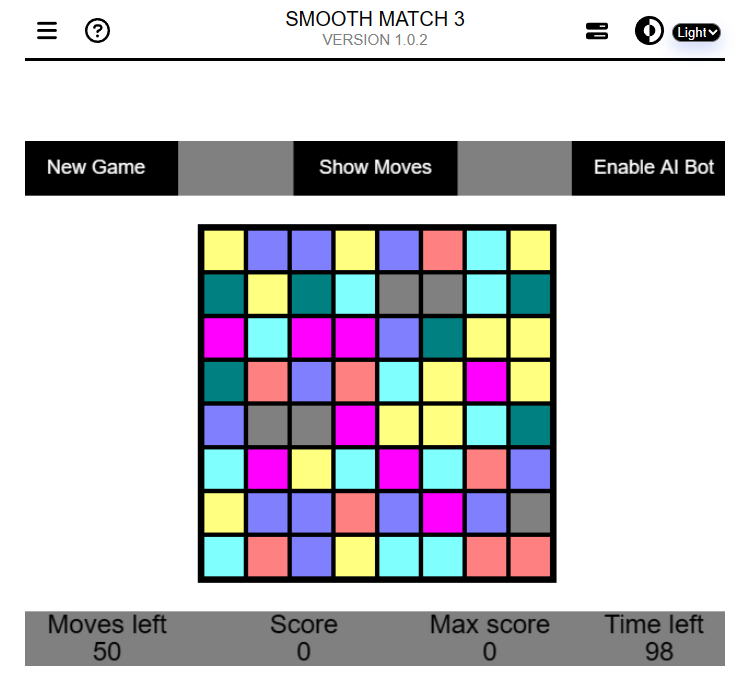 SMOOTH MATCH 3
VERSION 1.0.2
Light
New Game Show Moves Enable AI Bot
Moves left Score Max score Time left
50 0 0 98